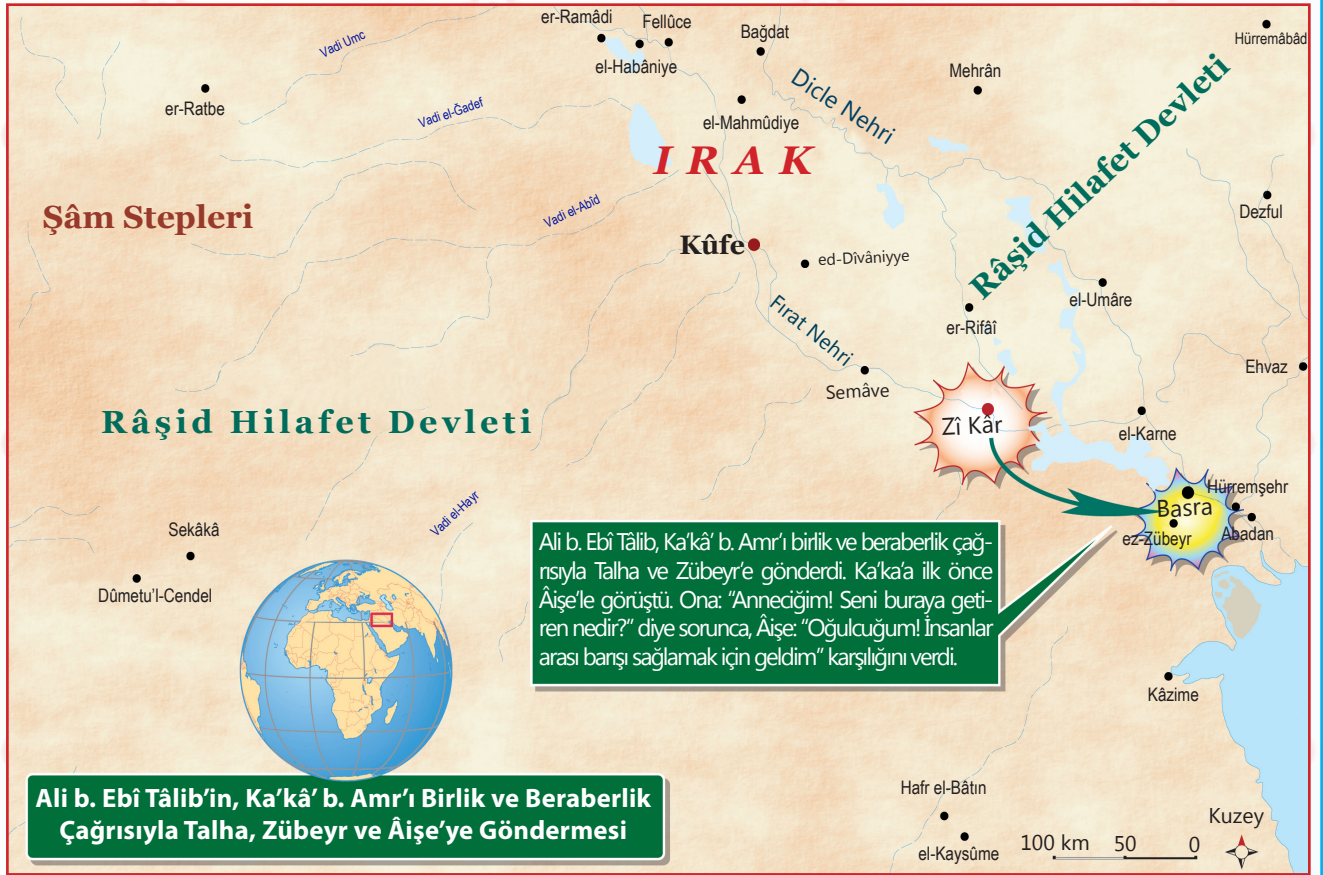 er-Ramâdi
Fellûce
Bağdat
Hürremâbâd
Vadi Umc
el-Habâniye
Mehrân
er-Ratbe
Vadi el-Ğadef
el-Mahmûdiye
Dicle Nehri
IRAK
Râşid Hilafet Devleti
Şâm Stepleri
Vadi el-Abîd
Dezful
Kûfe
ed-Dîvâniyye
el-Umâre
Fırat Nehri
er-Rifâî
Semâve
Ehvaz
Râşid Hilafet Devleti
Zî Kâr
el-Karne
Hürremşehr
Basra
ez-Zübeyr
Abadan
Vadi el-Hayr
Sekâkâ
Dûmetu'l-Cendel
Ali b. Ebî Tâlib, Ka’kâ’ b. Amr’ı birlik ve beraberlik çağ-
rısıyla Talha ve Zübeyr’e gönderdi. Ka’ka’a ilk önce
Âişe’le görüştü. Ona: “Anneciğim! Seni buraya geti-
ren nedir?” diye sorunca, Âişe: “Oğulcuğum! İnsanlar
arası barışı sağlamak için geldim” karşılığını verdi.
Kâzime
Ali b. Ebî Tâlib’in, Ka’kâ’ b. Amr’ı Birlik ve Beraberlik
Çağrısıyla Talha, Zübeyr ve Âişe’ye Göndermesi
Hafr el-Bâtın
el-Kaysûme
100 km 50 0
Kuzey